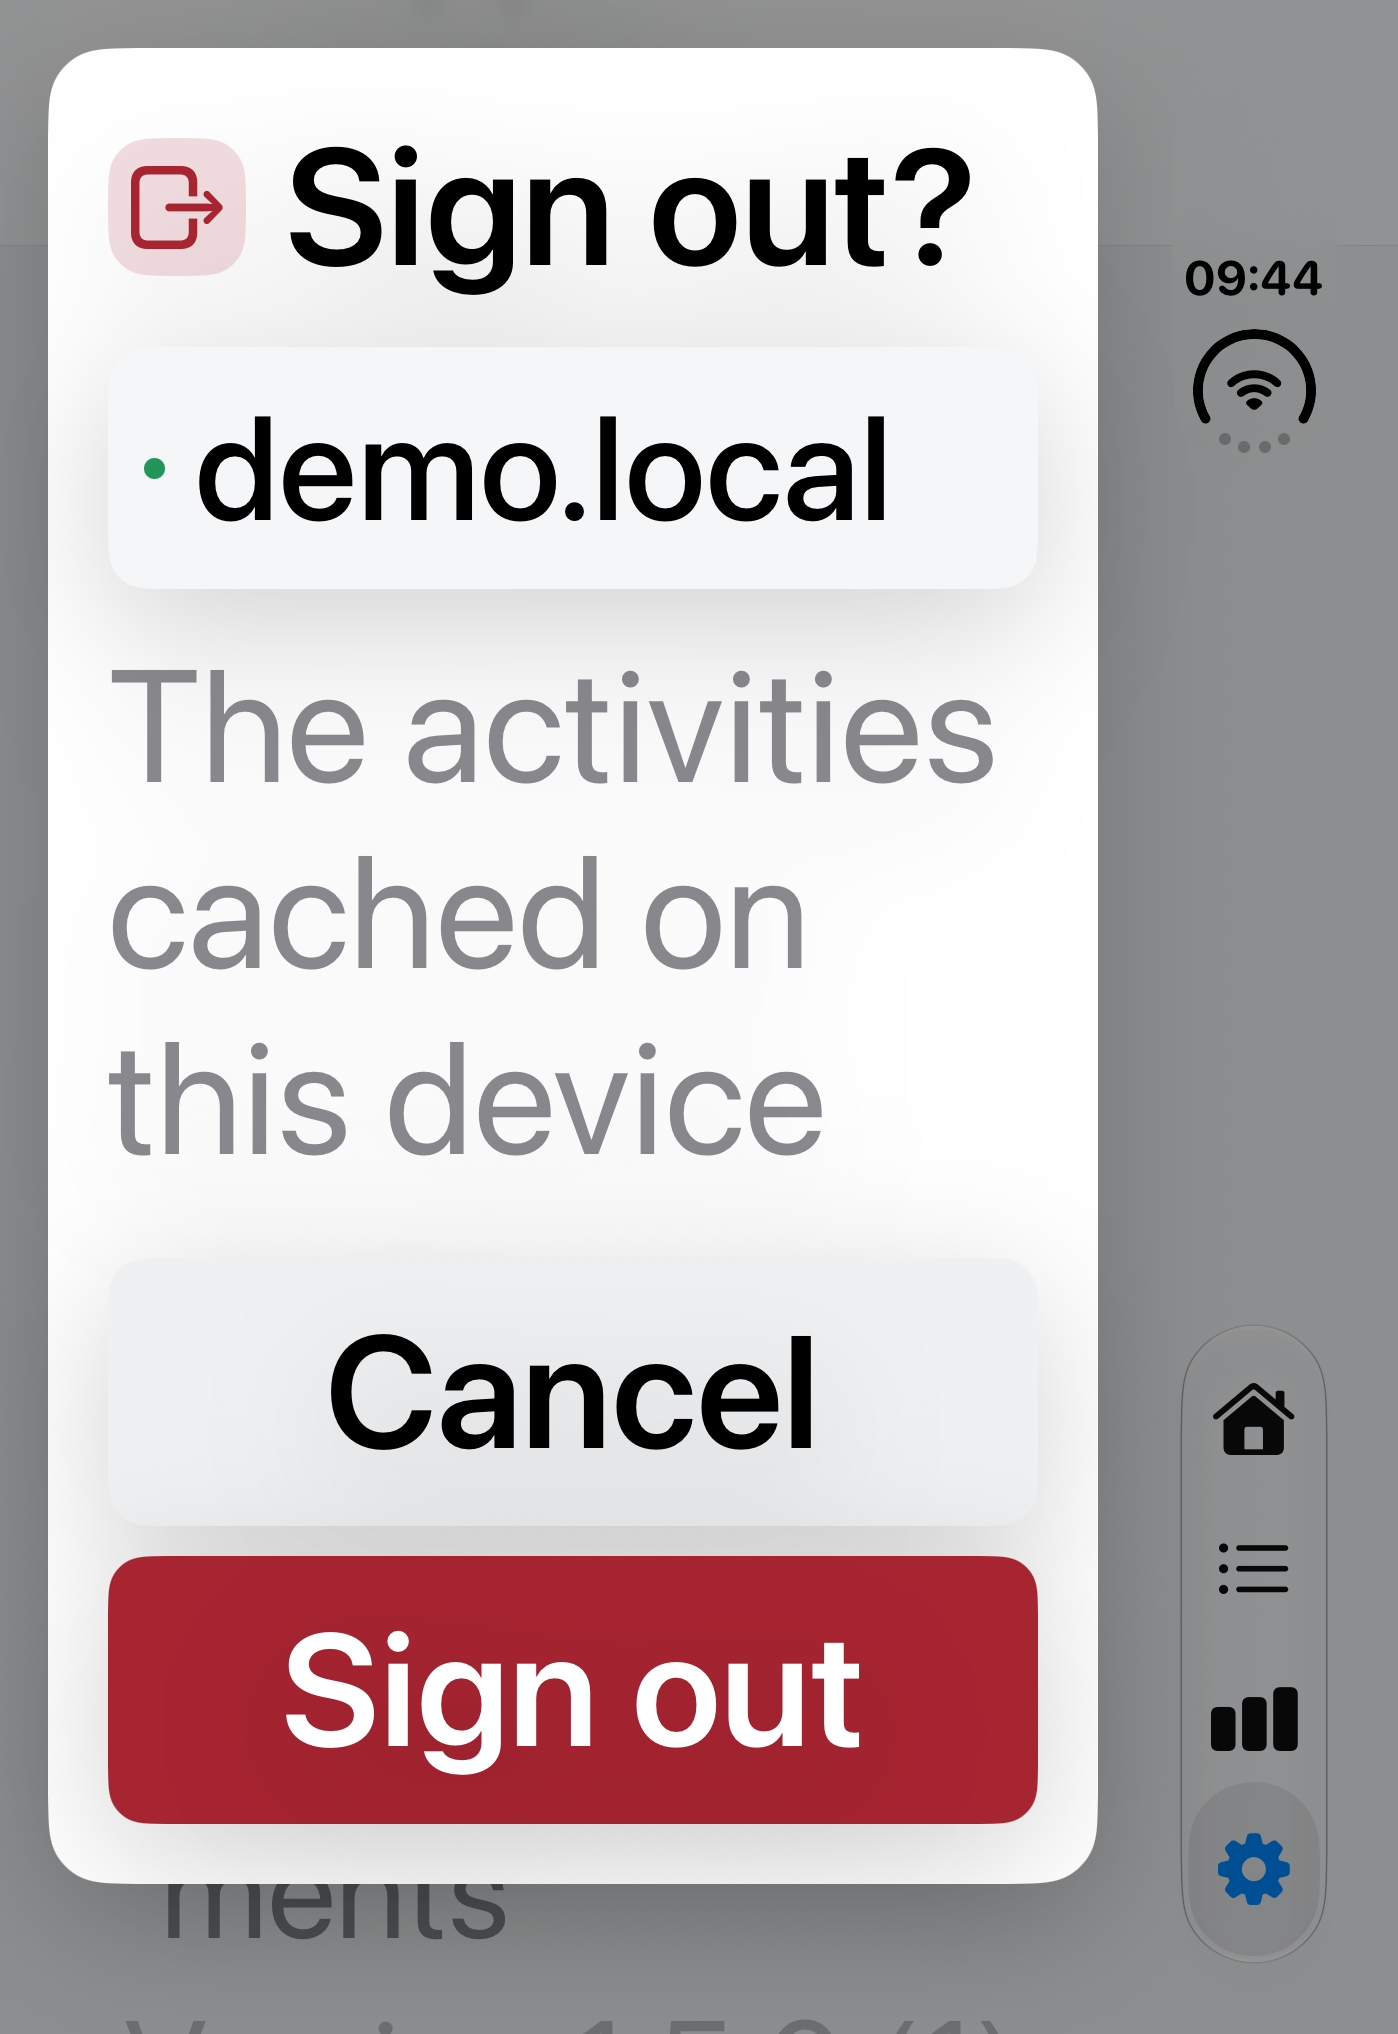 Sign out?
09:44
demo.local
The activities
cached on
this device
Cancel
Sign out
ments